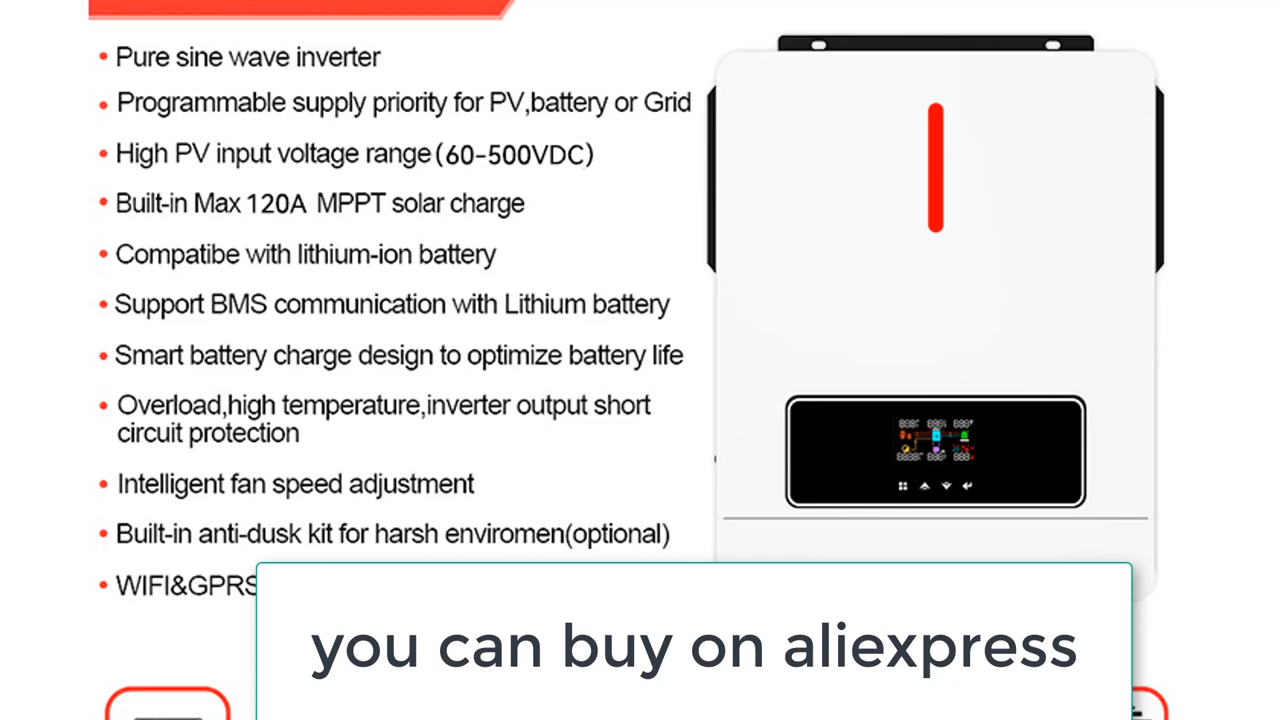 Pure sine wave inverter
Programmable supply priority for PV,battery or Grid
High PV input voltage range(60-500VDC)
Built-in Max 120A MPPT solar charge
Compatibe with lithium-ion battery
Support BMS communication with Lithium battery
Smart battery charge design to optimize battery life
Overload,high temperature,inverter output short
circuit protection
Intelligent fan speed adjustment
Built-in anti-dusk kit for harsh enviromen(optional)
WIFI&GPRS
you can buy on aliexpress